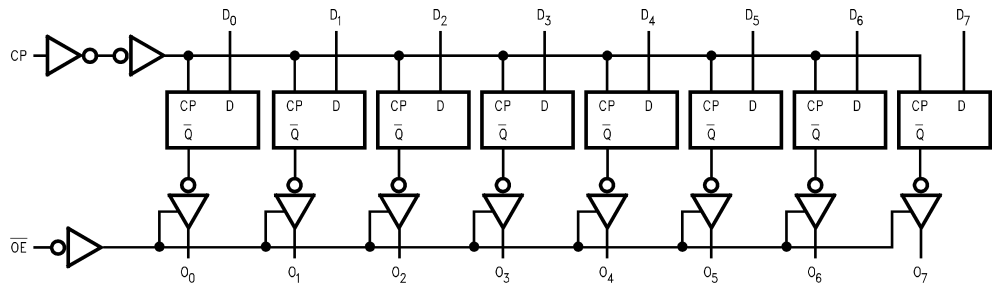 D0 D1 D2 D3 D4 D5 D6 D7
CP
CP D CP D CP D CP D CP D CP D CP D CP D
Q̅ Q̅ Q̅ Q̅ Q̅ Q̅ Q̅ Q̅
O̅E̅
O0 O1 O2 O3 O4 O5 O6 O7